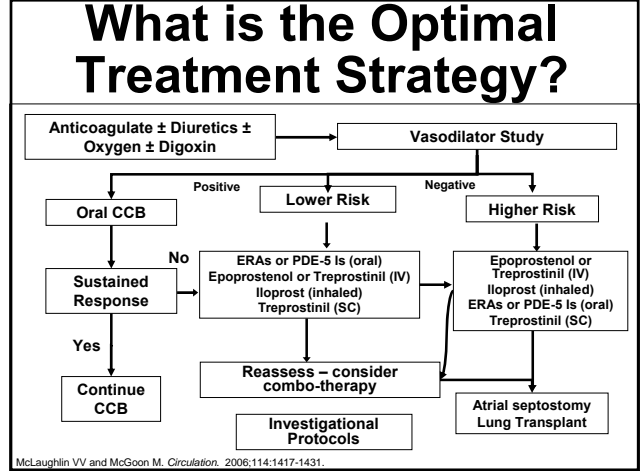 What is the Optimal
Treatment Strategy?
Anticoagulate ± Diuretics ±
Oxygen ± Digoxin
Vasodilator Study
Positive
Negative
Oral CCB
Lower Risk
Higher Risk
No
Sustained
Response
ERAs or PDE-5 Is (oral)
Epoprostenol or Treprostinil (IV)
Iloprost (inhaled)
Treprostinil (SC)
Epoprostenol or
Treprostinil (IV)
Iloprost (inhaled)
ERAs or PDE-5 Is (oral)
Treprostinil (SC)
Yes
Continue
CCB
Reassess – consider
combo-therapy
Atrial septostomy
Lung Transplant
Investigational
Protocols
McLaughlin VV and McGoon M. Circulation. 2006;114:1417-1431.